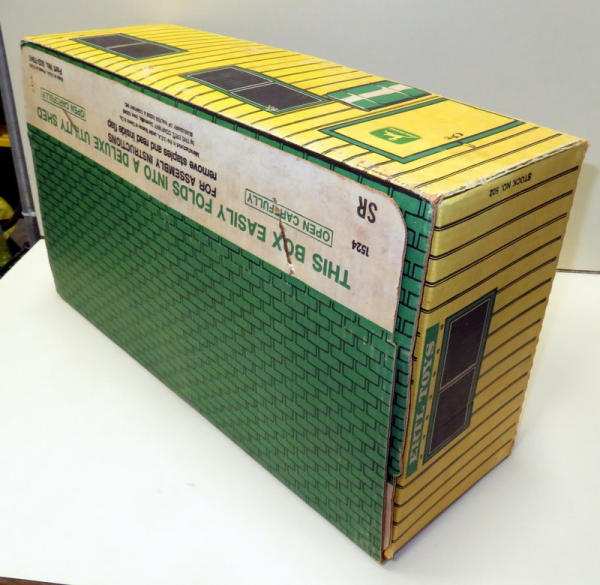 THIS BOX EASILY FOLDS INTO A DELUXE UTILITY SHED
OPEN CAREFULLY
OPEN CAREFULLY
FOR ASSEMBLY INSTRUCTIONS
remove staples and read inside flap
SR
1524
STOCK NO. 502
ERTL TOYS